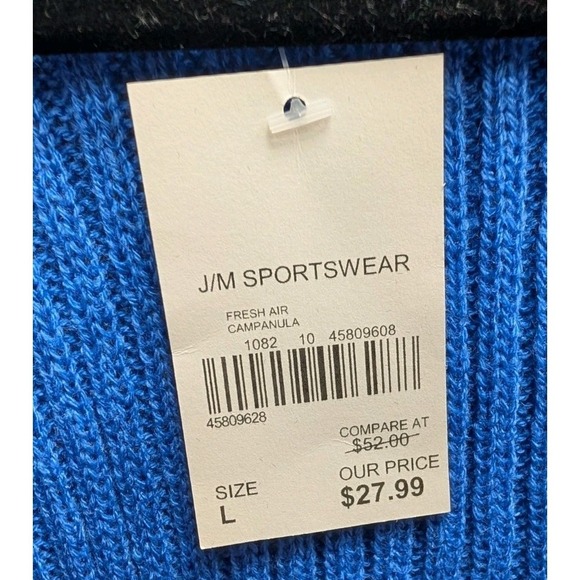 J/M SPORTSWEAR
FRESH AIR
CAMPANULA
1082 10 45809608
45809628
COMPARE AT
$52.00
SIZE
L
OUR PRICE
$27.99